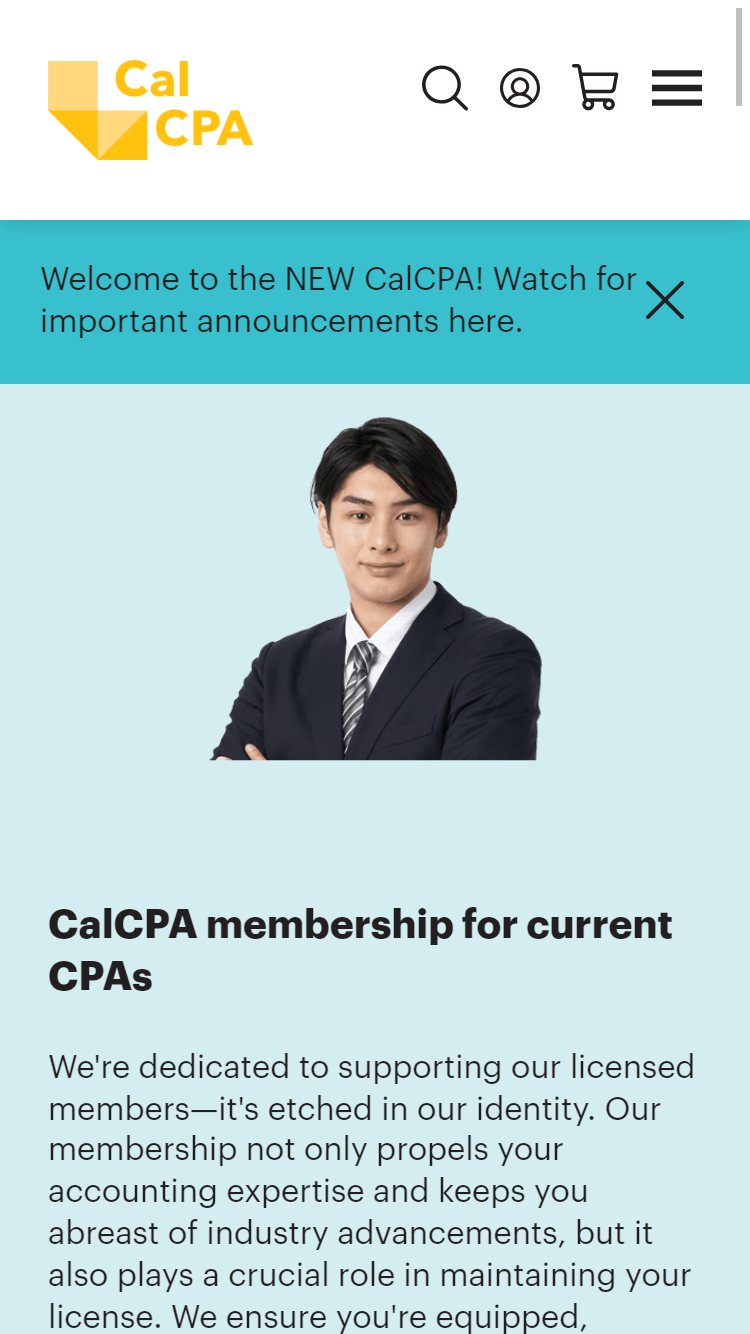 Cal
CPA
Welcome to the NEW CalCPA! Watch for
important announcements here.
CalCPA membership for current
CPAs
We're dedicated to supporting our licensed
members—it's etched in our identity. Our
membership not only propels your
accounting expertise and keeps you
abreast of industry advancements, but it
also plays a crucial role in maintaining your
license. We ensure you're equipped,